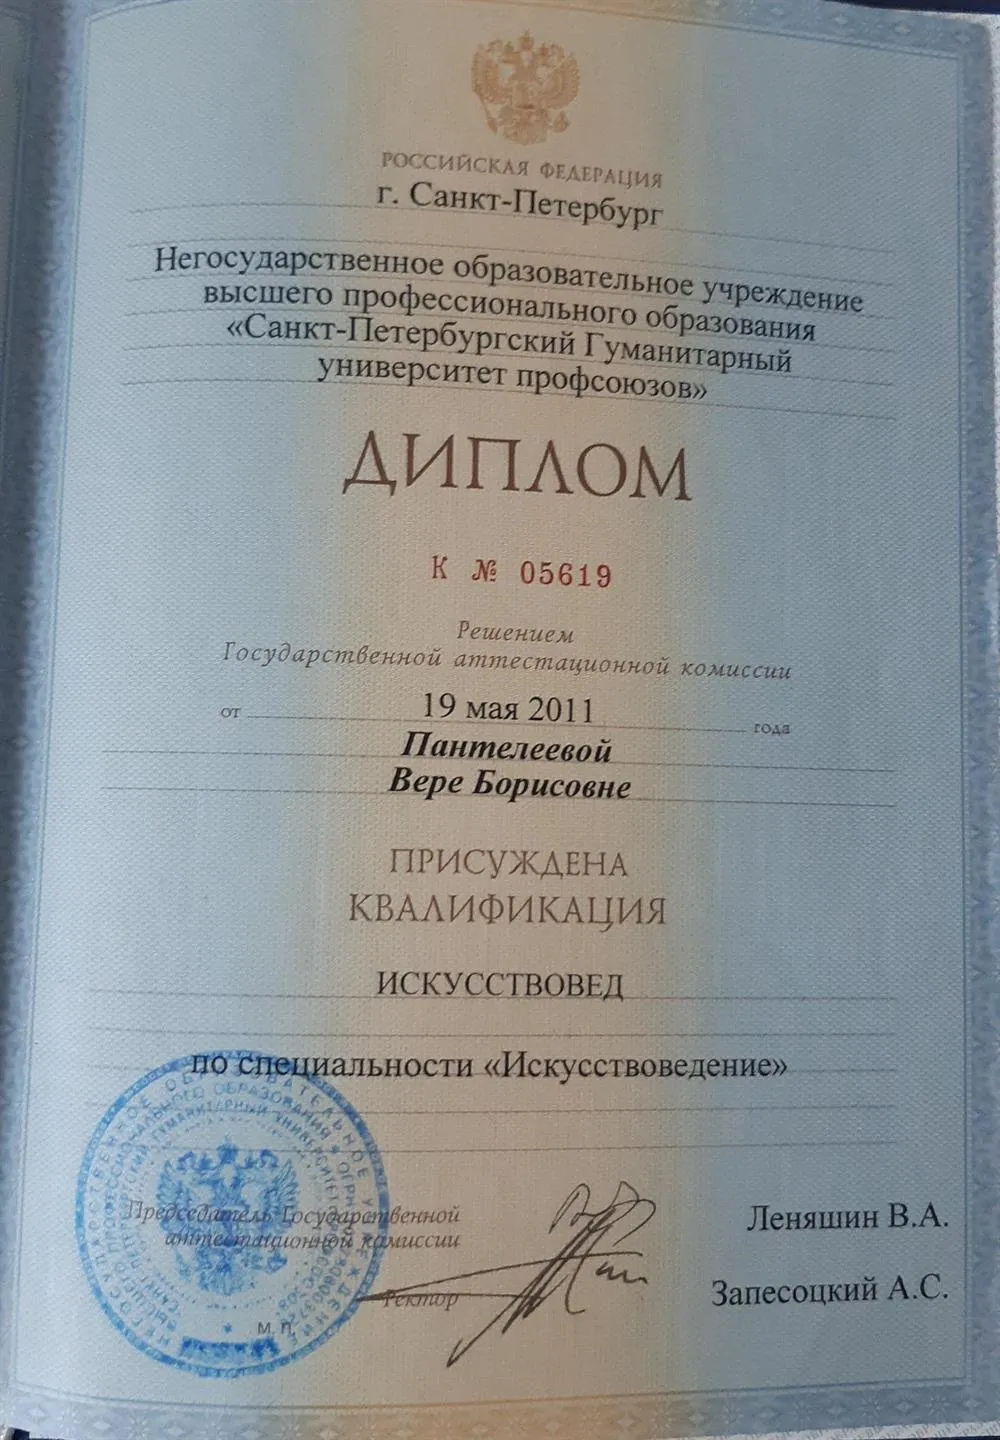 РОССИЙСКАЯ ФЕДЕРАЦИЯ
г. Санкт-Петербург
Негосударственное образовательное учреждение
высшего профессионального образования
«Санкт-Петербургский Гуманитарный
университет профсоюзов»
ДИПЛОМ
К № 05619
Решением
Государственной аттестационной комиссии
от 19 мая 2011 года
Пантелеевой
Вере Борисовне
ПРИСУЖДЕНА
КВАЛИФИКАЦИЯ
ИСКУССТВОВЕД
по специальности «Искусствоведение»
Председатель Государственной
аттестационной комиссии
Леняшин В.А.
Ректор
Запесоцкий А.С.
М.П.